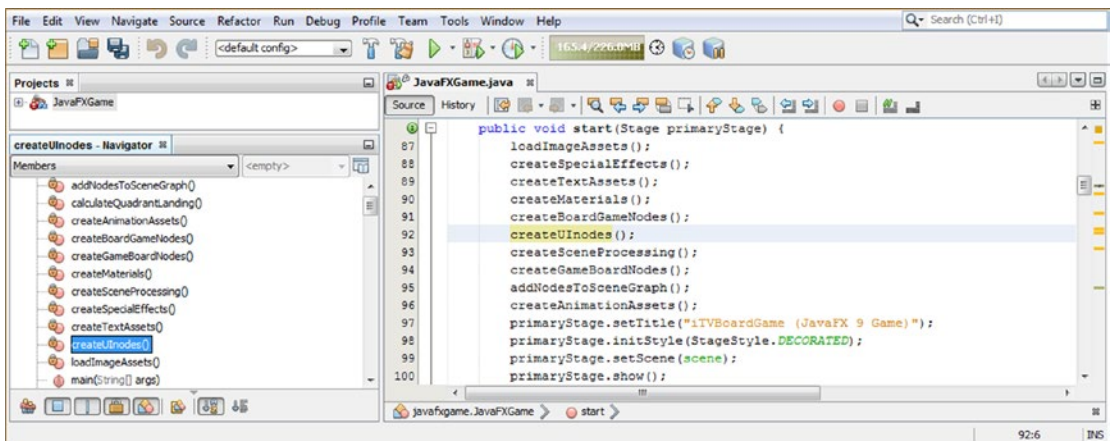 File Edit View Navigate Source Refactor Run Debug Profile Team Tools Window Help
Search (Ctrl+I)
<default config>
165.4/226.0MB
Projects
JavaFXGame
createUInodes - Navigator
Members
<empty>
addNodesToSceneGraph()
calculateQuadrantLanding()
createAnimationAssets()
createBoardGameNodes()
createGameBoardNodes()
createMaterials()
createSceneProcessing()
createSpecialEffects()
createTextAssets()
createUInodes()
loadImageAssets()
main(String[] args)
JavaFXGame.java
Source History
public void start(Stage primaryStage) {
87 loadImageAssets();
88 createSpecialEffects();
89 createTextAssets();
90 createMaterials();
91 createBoardGameNodes();
92 createUInodes();
93 createSceneProcessing();
94 createGameBoardNodes();
95 addNodesToSceneGraph();
96 createAnimationAssets();
97 primaryStage.setTitle("iTVBoardGame (JavaFX 9 Game)");
98 primaryStage.initStyle(StageStyle.DECORATED);
99 primaryStage.setScene(scene);
100 primaryStage.show();
javafxgame.JavaFXGame
start
92:6 INS